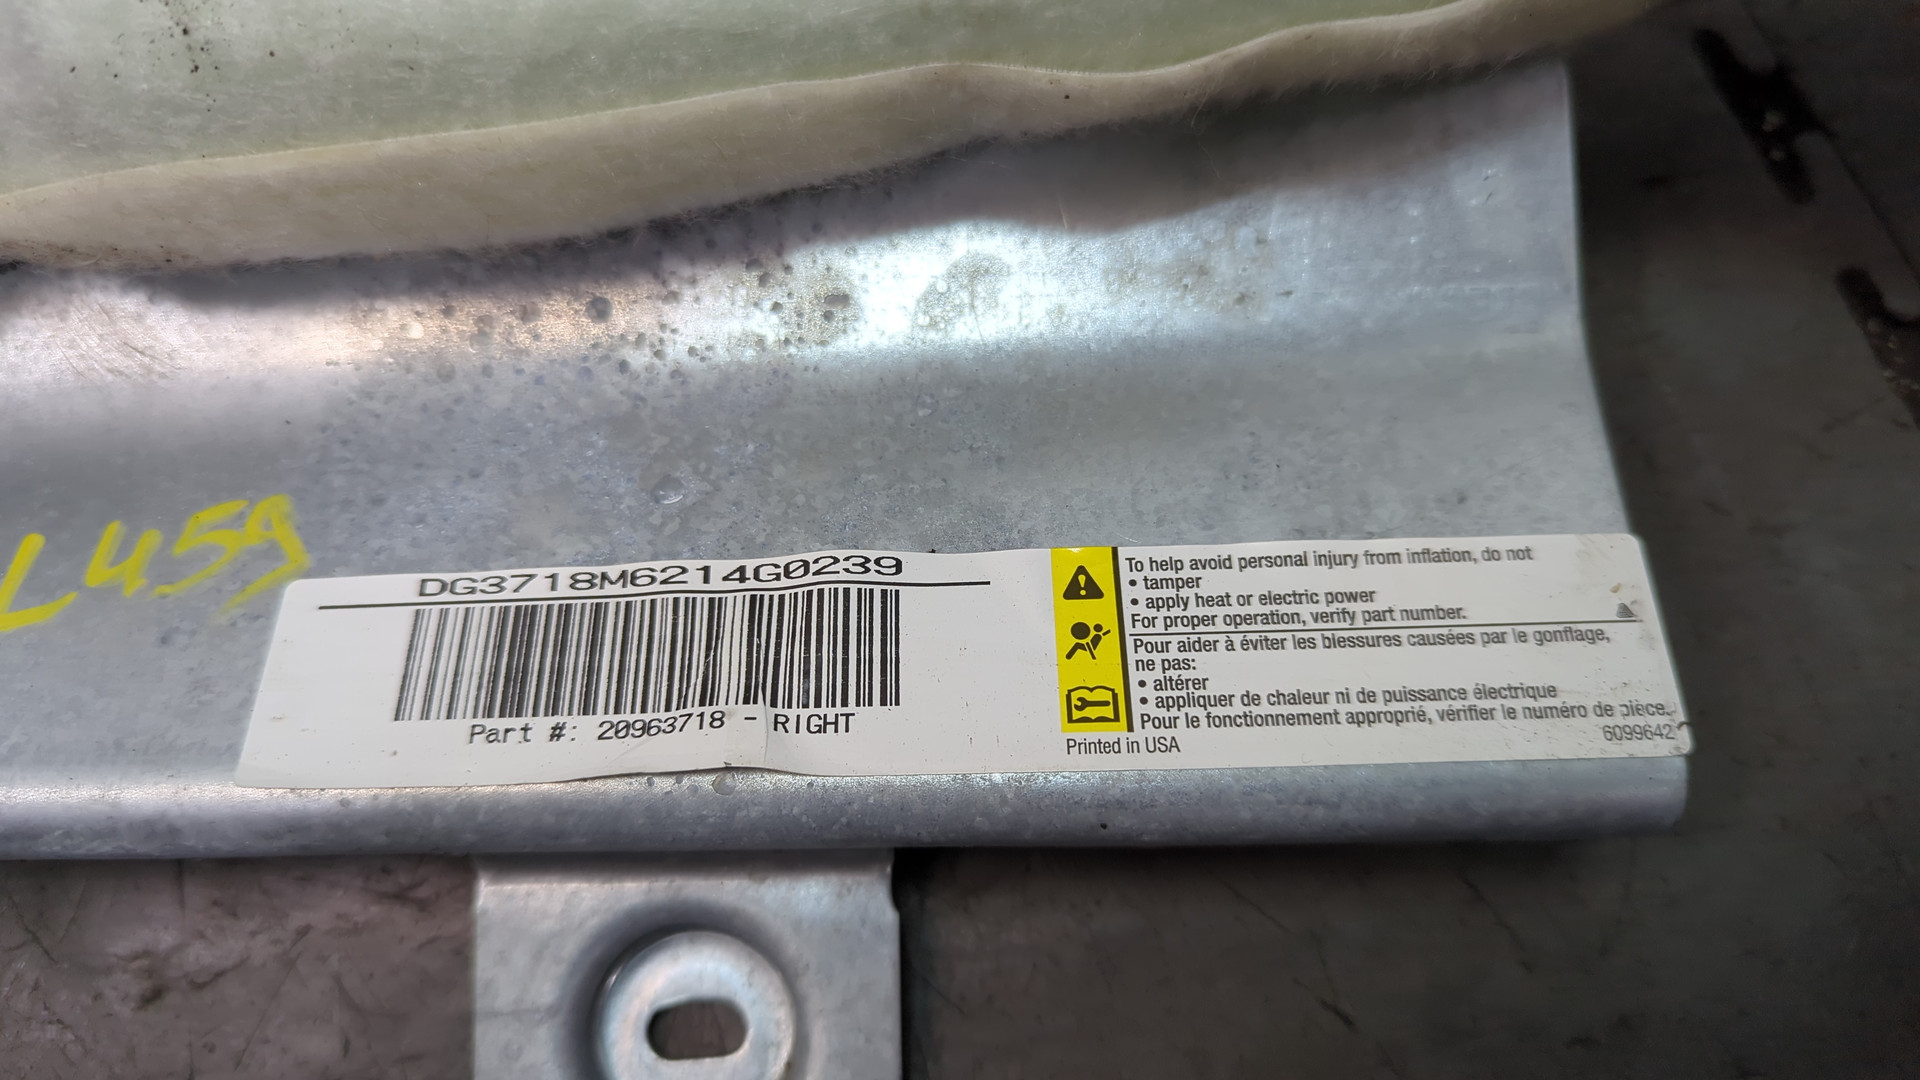 L459
DG3718M6214G0239
Part #: 20963718 - RIGHT
To help avoid personal injury from inflation, do not
• tamper
• apply heat or electric power
For proper operation, verify part number.
Pour aider à éviter les blessures causées par le gonflage,
ne pas:
• altérer
• appliquer de chaleur ni de puissance électrique
Pour le fonctionnement approprié, vérifier le numéro de pièce.
6099642
Printed in USA